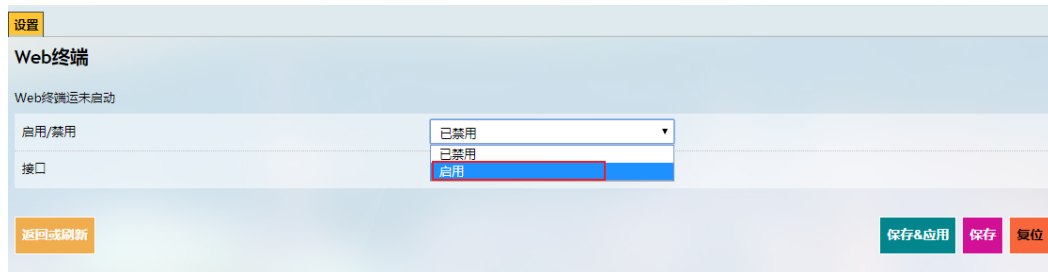 设置
Web终端
Web终端运未启动
启用/禁用
已禁用
已禁用
接口
启用
返回或刷新
保存&应用
保存
复位